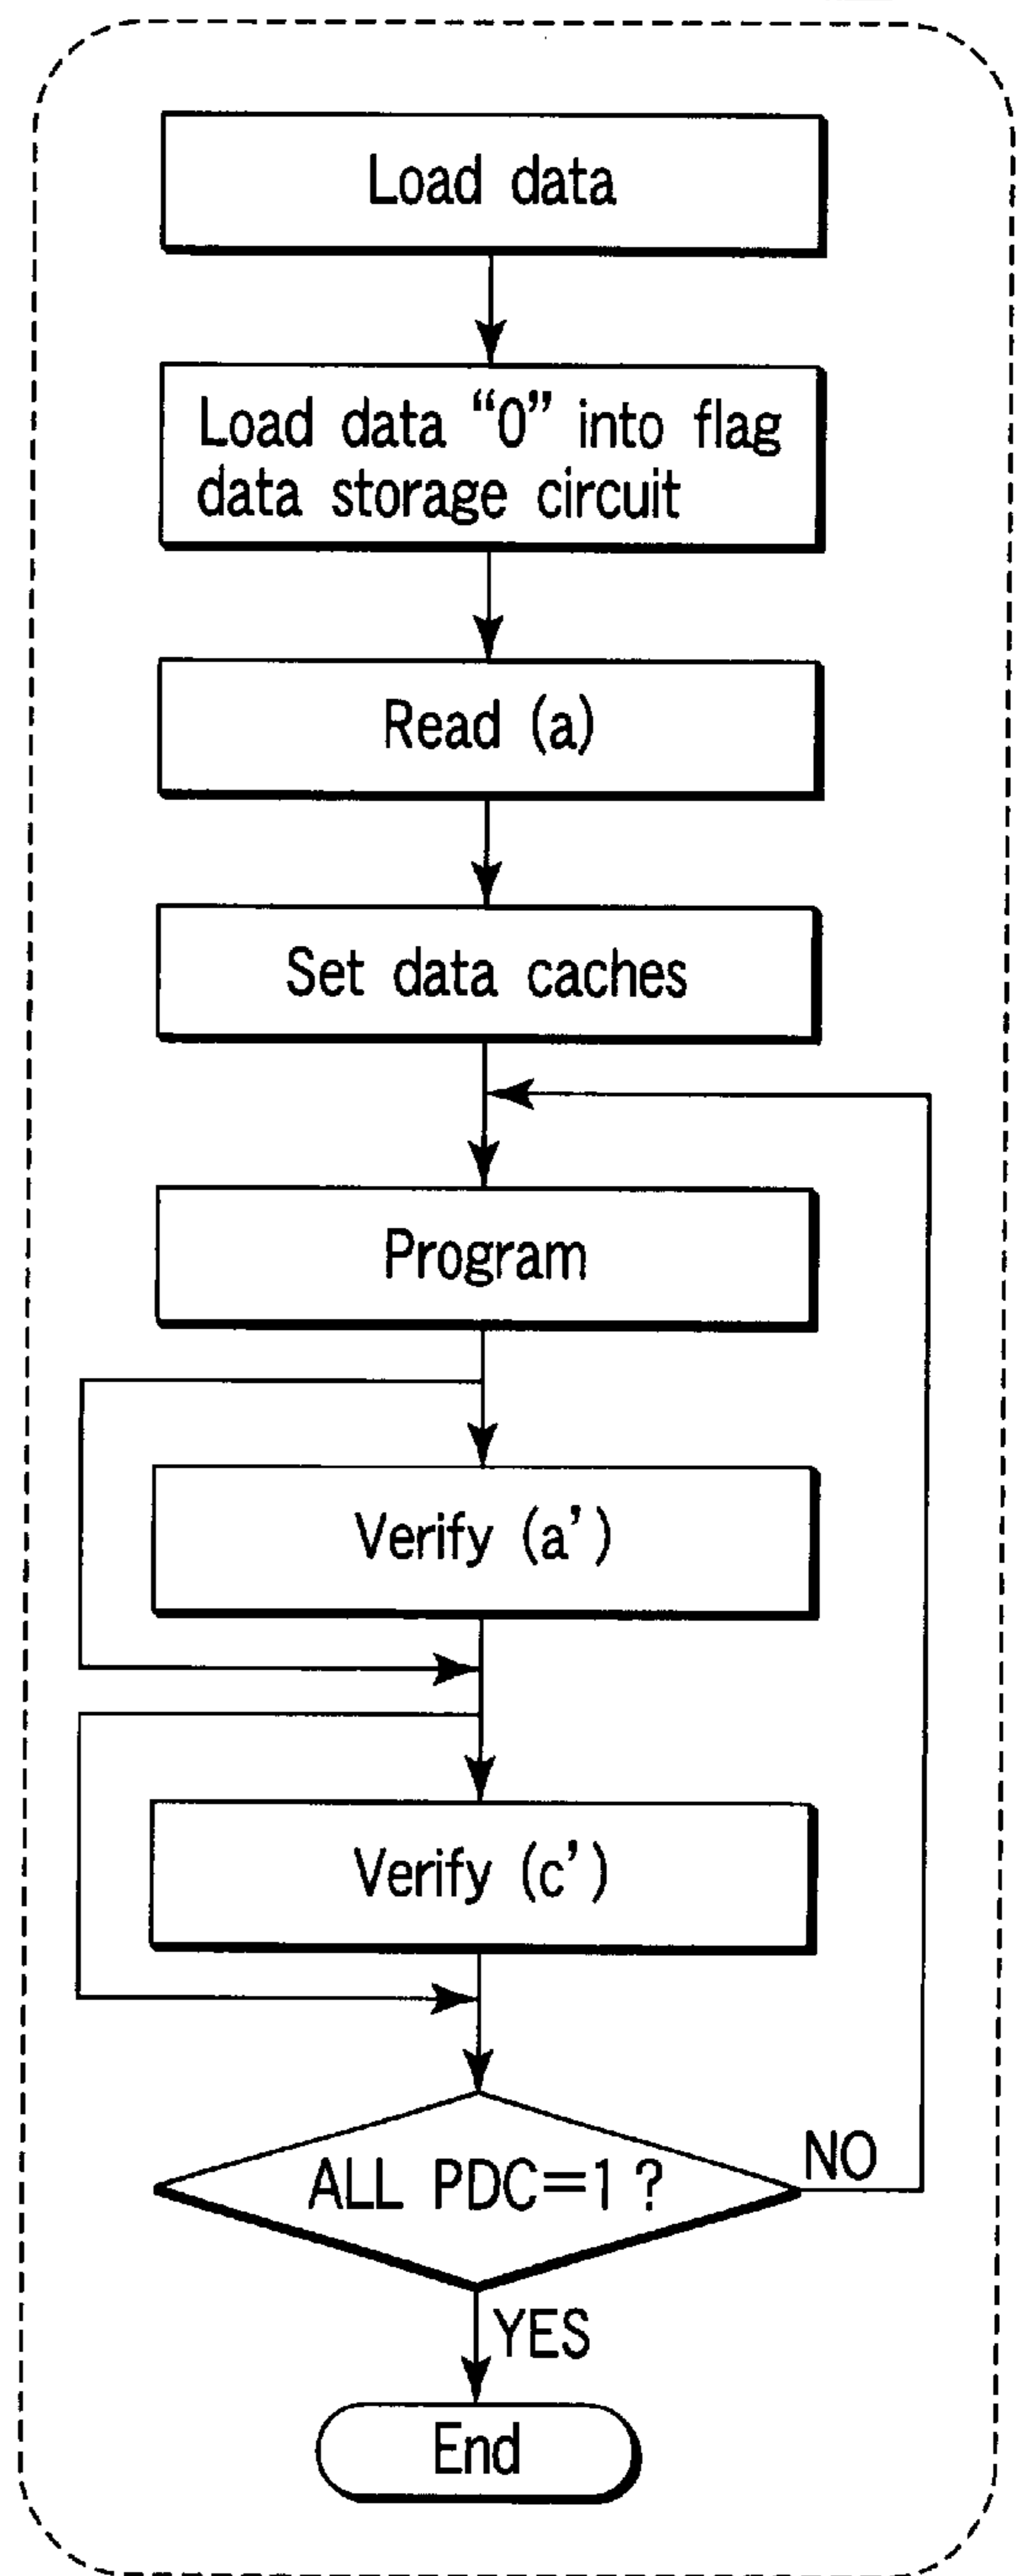 Load data
Load data “0” into flag
data storage circuit
Read (a)
Set data caches
Program
Verify (a’)
Verify (c’)
ALL PDC=1 ?
NO
YES
End